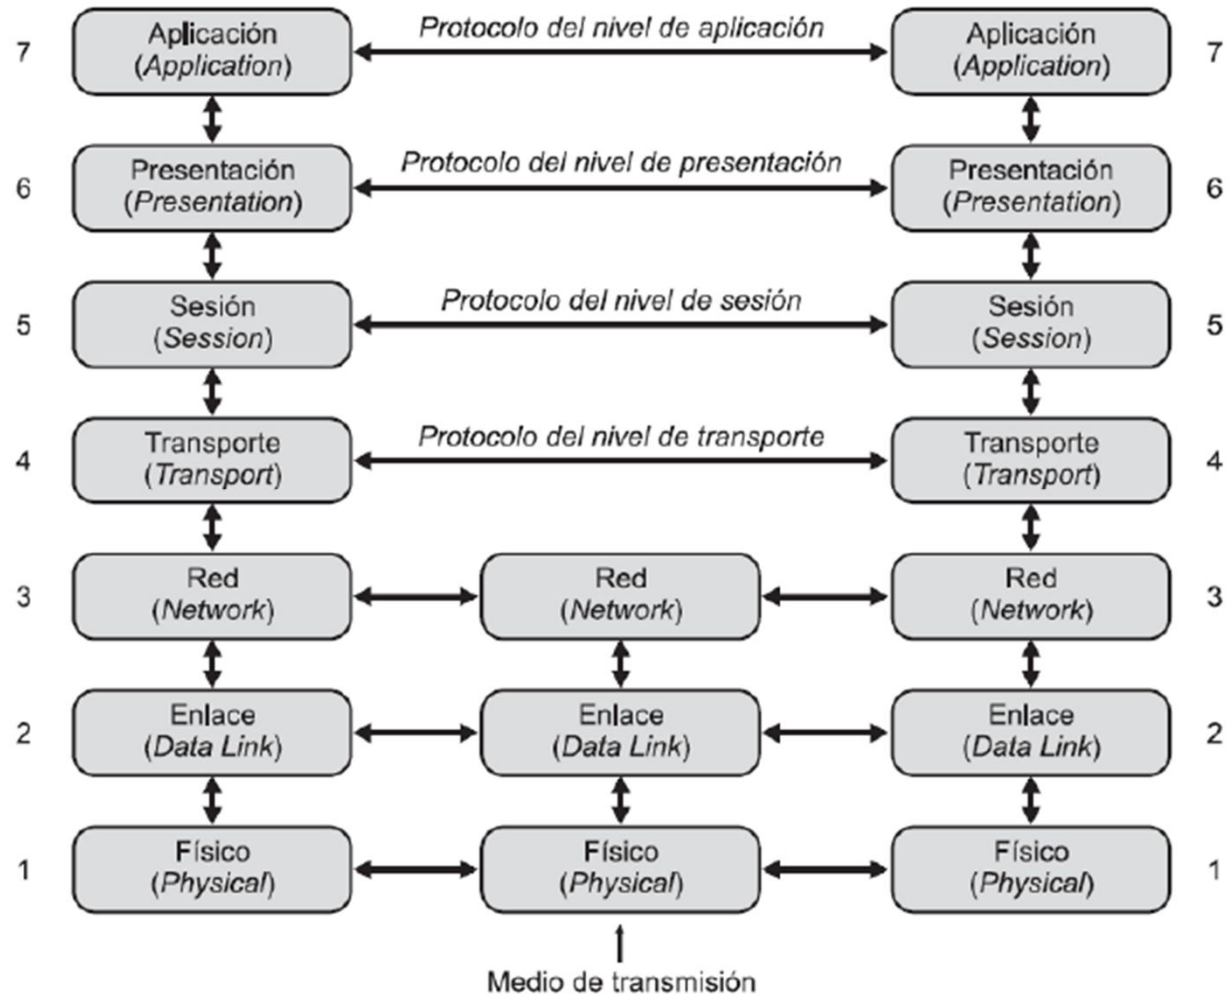 Protocolo del nivel de aplicación
7
Aplicación
(Application)
Aplicación
(Application)
7
Protocolo del nivel de presentación
6
Presentación
(Presentation)
Presentación
(Presentation)
6
Protocolo del nivel de sesión
5
Sesión
(Session)
Sesión
(Session)
5
Protocolo del nivel de transporte
4
Transporte
(Transport)
Transporte
(Transport)
4
3
Red
(Network)
Red
(Network)
Red
(Network)
3
2
Enlace
(Data Link)
Enlace
(Data Link)
Enlace
(Data Link)
2
1
Físico
(Physical)
Físico
(Physical)
Físico
(Physical)
1
Medio de transmisión